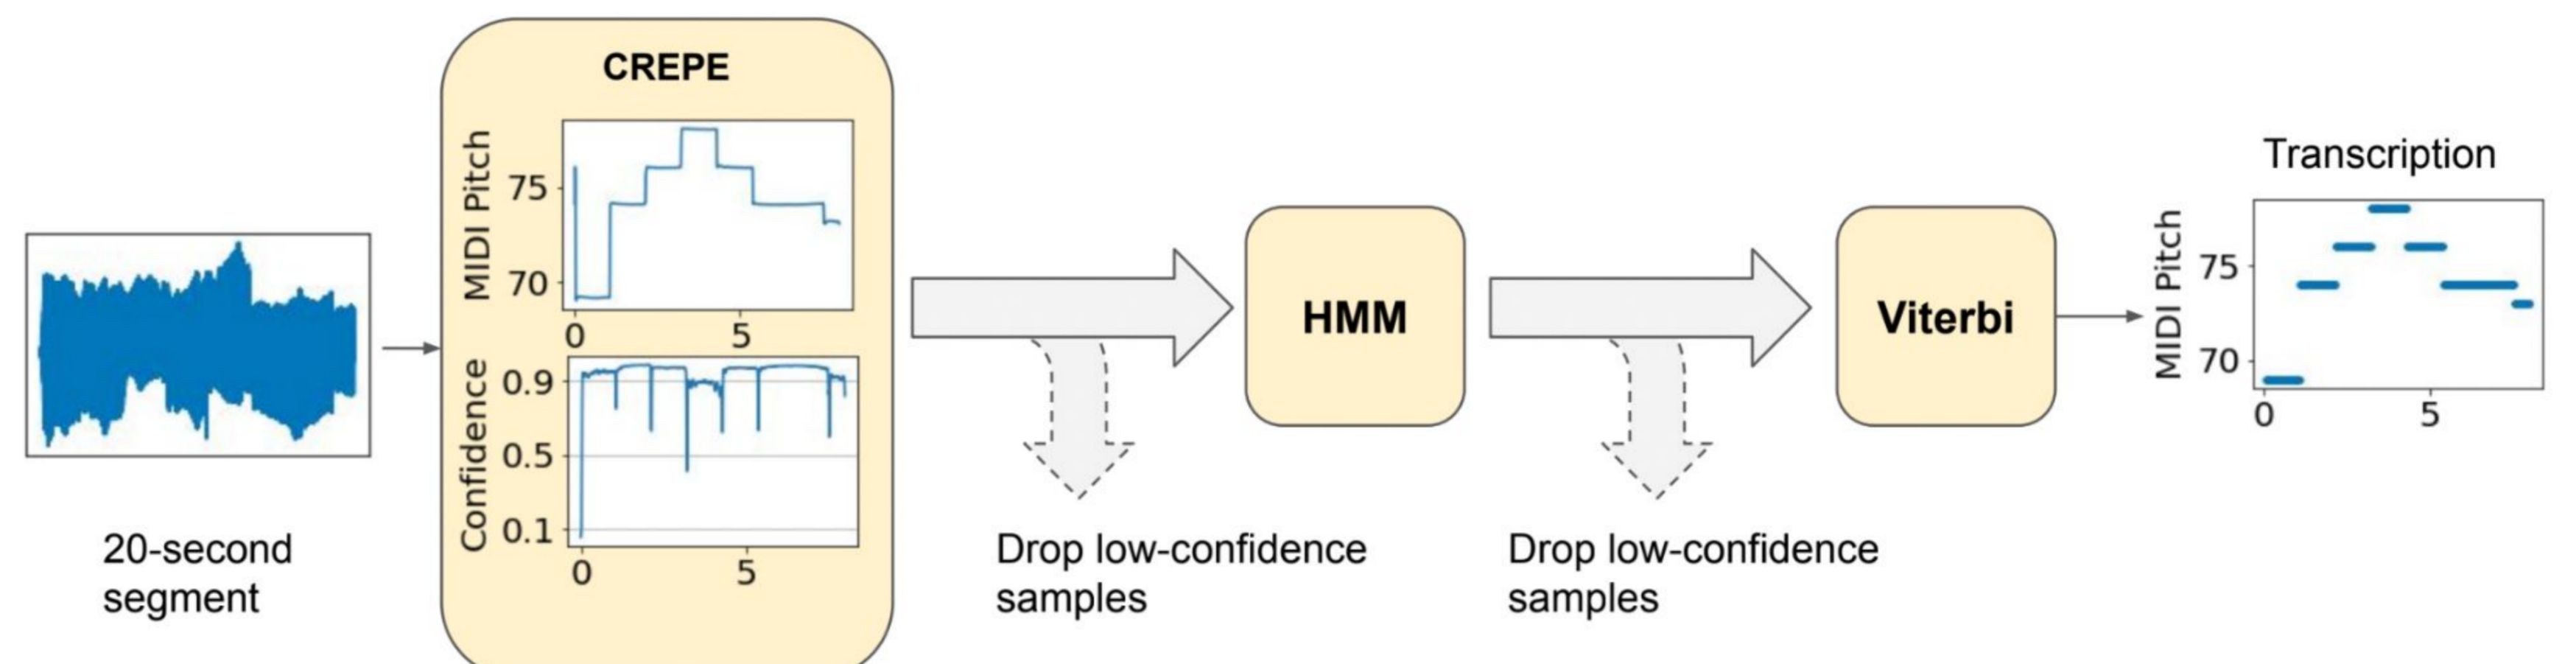 20-second
segment
CREPE
MIDI Pitch
75
70
0 5
Confidence
0.9
0.5
0.1
0 5
Drop low-confidence
samples
HMM
Drop low-confidence
samples
Viterbi
Transcription
MIDI Pitch
75
70
0 5